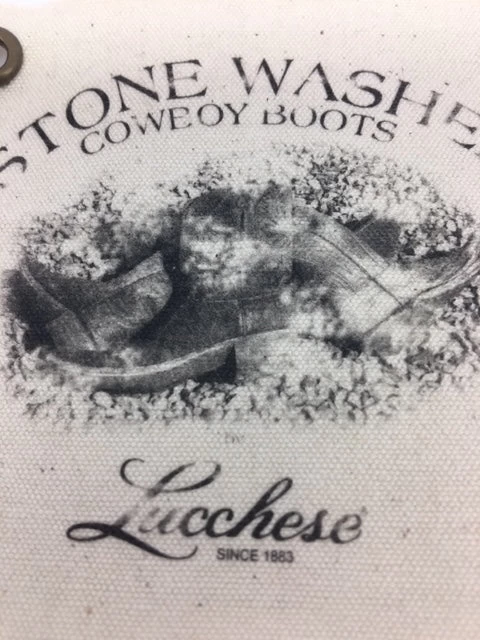 STONE WASHE
COWBOY BOOTS
by
Lucchese
SINCE 1883